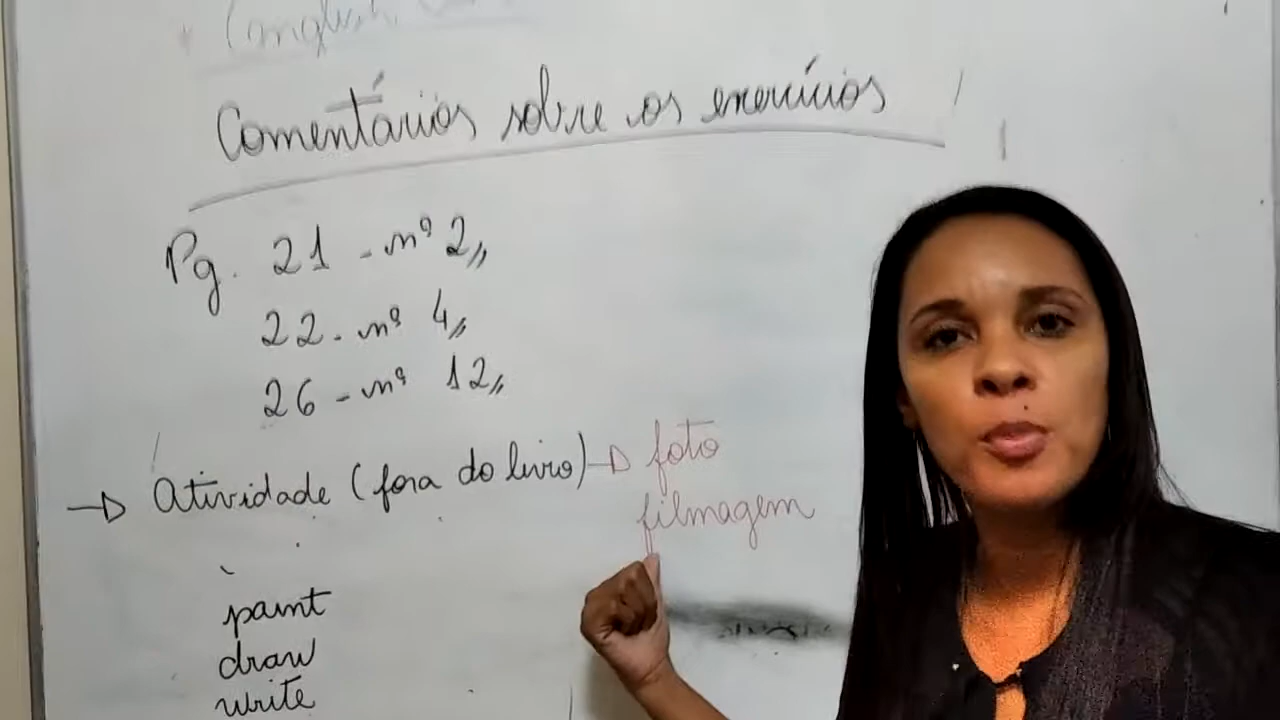 Comentários sobre os exercícios
Pg. 21 - nº 2,,
22 - nº 4,,
26 - nº 12,,
Atividade (fora do livro) foto
filmagem
paint
draw
write